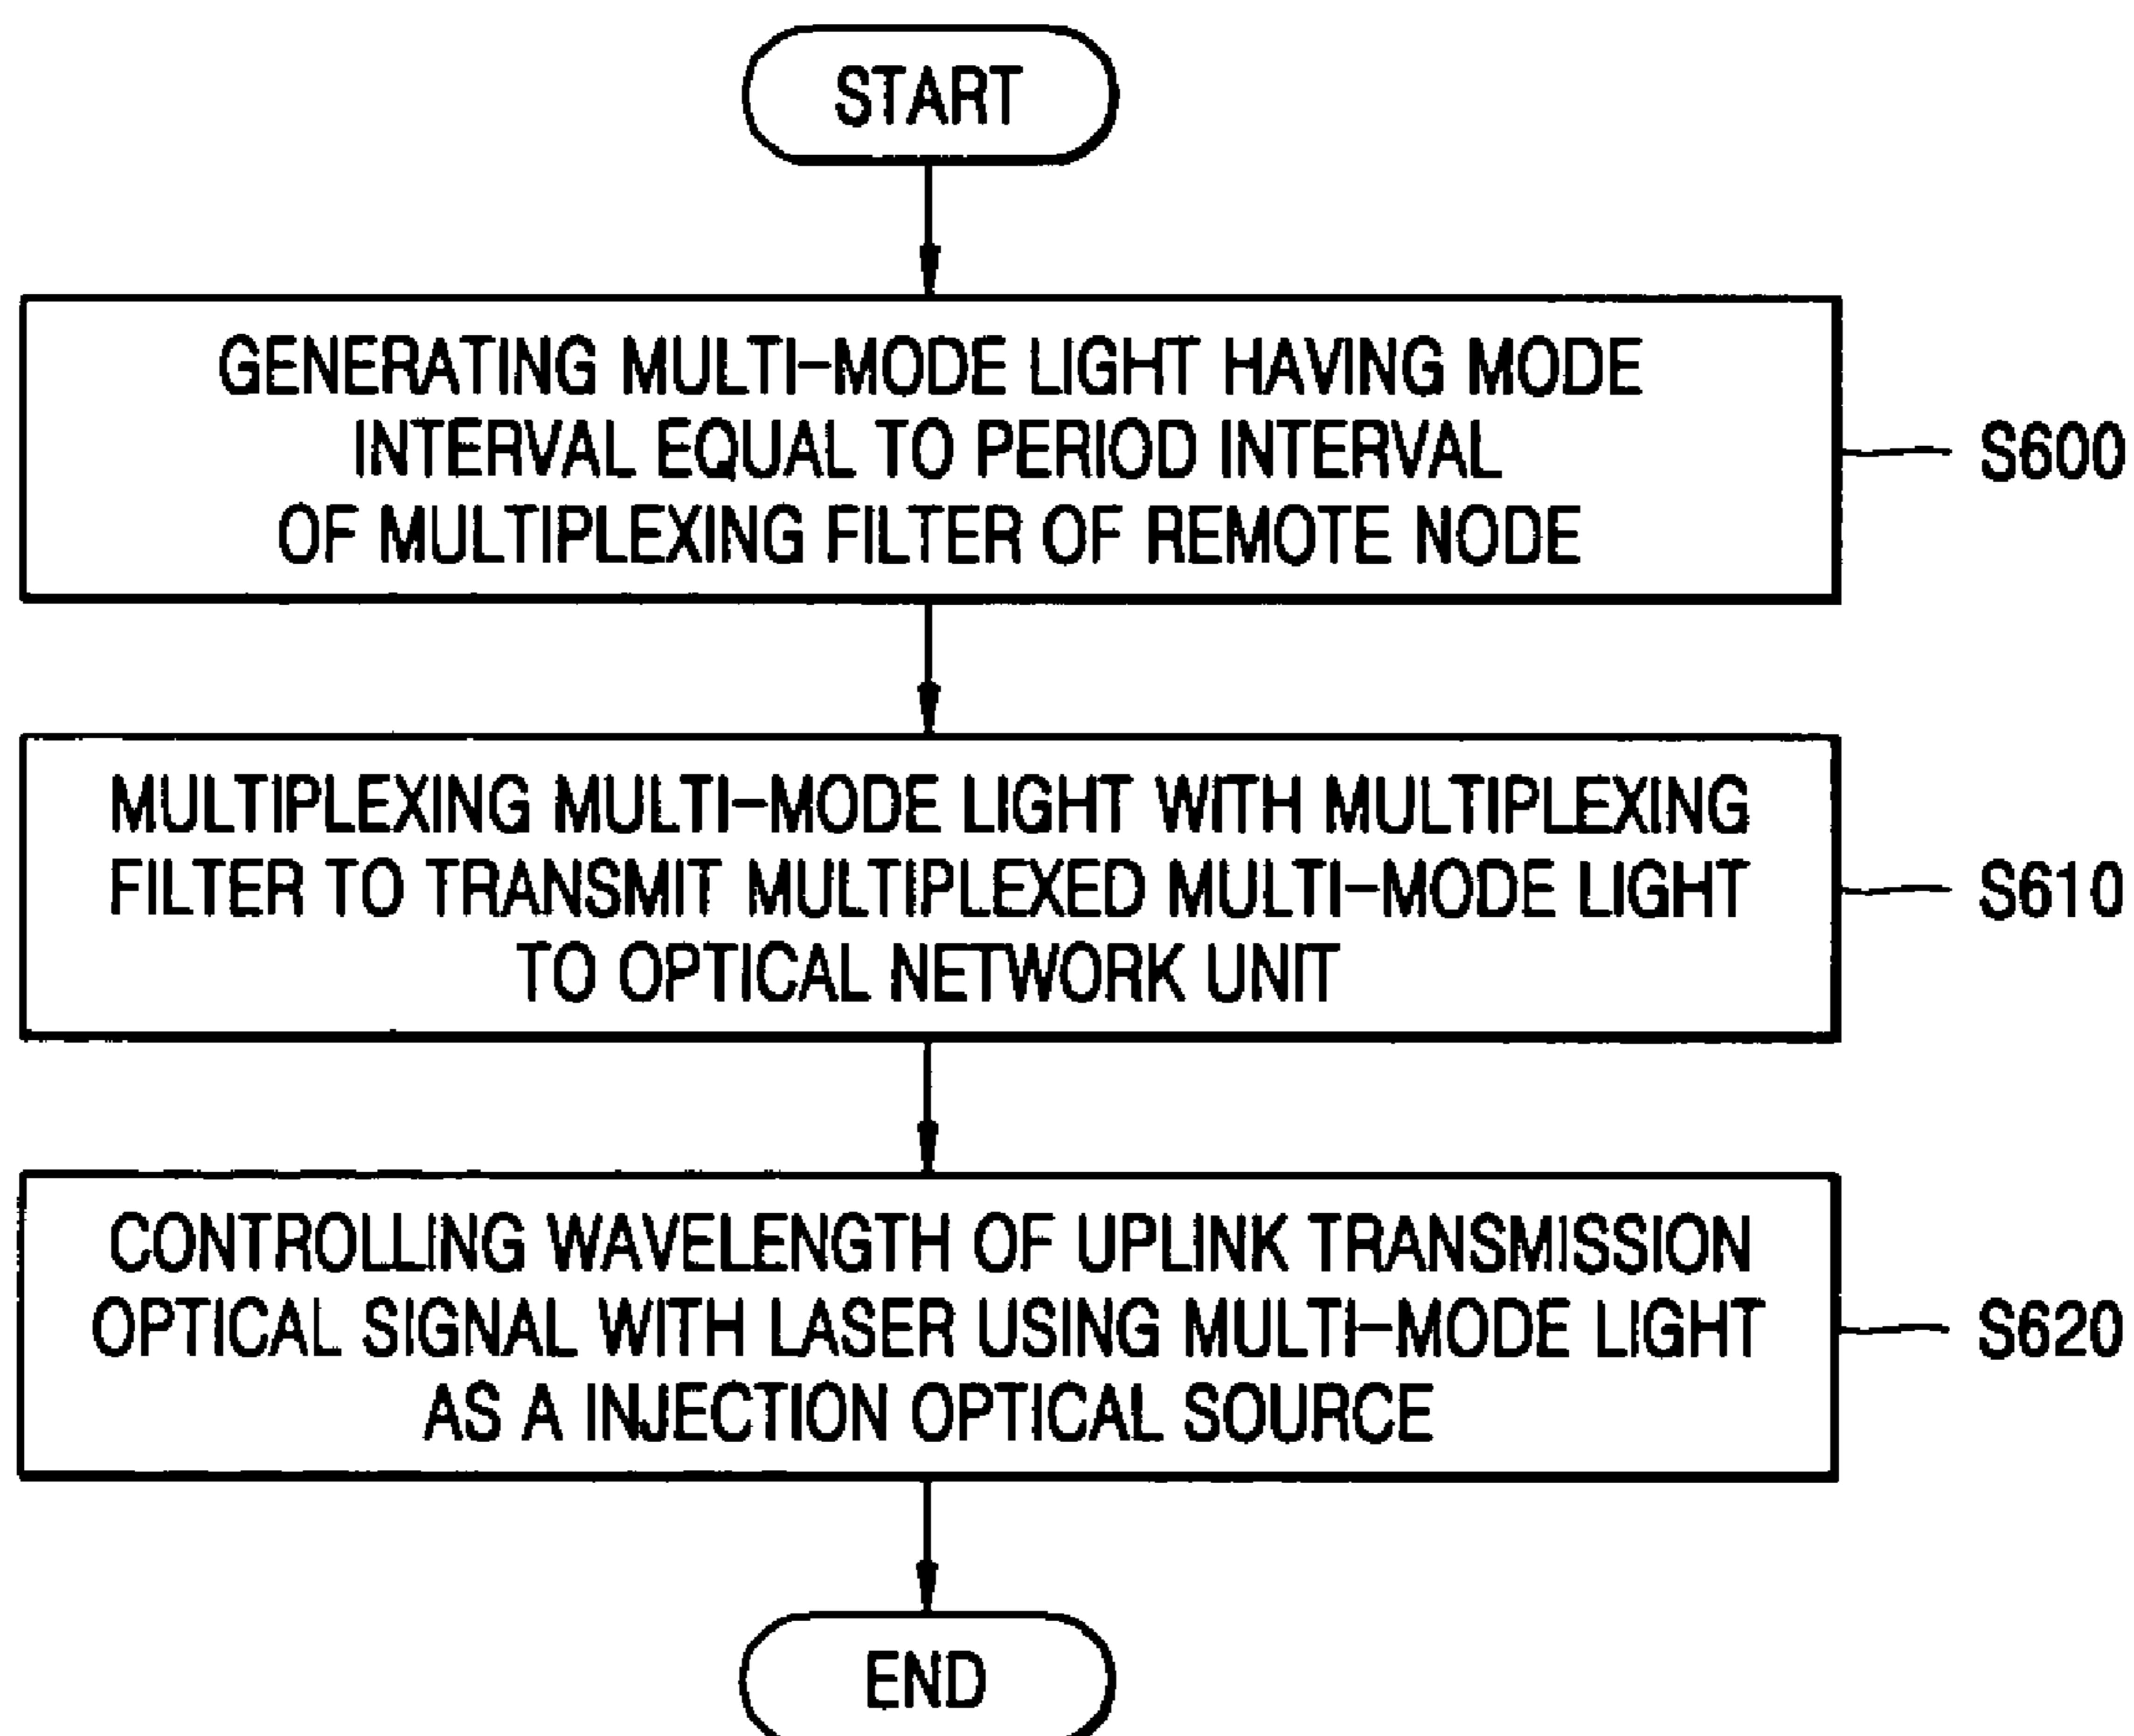 START
GENERATING MULTI-MODE LIGHT HAVING MODE
INTERVAL EQUAL TO PERIOD INTERVAL
OF MULTIPLEXING FILTER OF REMOTE NODE
S600
MULTIPLEXING MULTI-MODE LIGHT WITH MULTIPLEXING
FILTER TO TRANSMIT MULTIPLEXED MULTI-MODE LIGHT
TO OPTICAL NETWORK UNIT
S610
CONTROLLING WAVELENGTH OF UPLINK TRANSMISSION
OPTICAL SIGNAL WITH LASER USING MULTI-MODE LIGHT
AS A INJECTION OPTICAL SOURCE
S620
END